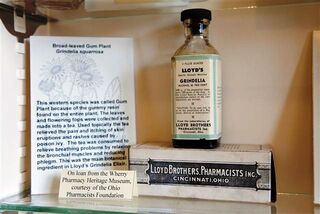 Broad-leaved Gum Plant
Grindelia squarrosa
This western species was called Gum
Plant because of the gummy resin
found on the entire plant. The leaves
and flowering tops were collected and
made into a tea. Used topically the tea
relieved the pain and itching of skin
eruptions and rashes caused by
poison ivy. The tea was consumed to
relieve breathing problems by relaxing
the bronchial muscles and reducing
phlegm. This was the main botanical
ingredient in Lloyd's Grindelia Elixir.
On loan from the Wherry
Pharmacy Heritage Museum,
courtesy of the Ohio
Pharmacists Foundation
LLOYD'S
GRINDELIA
LLOYD BROTHERS
PHARMACISTS INC.
LLOYD BROTHERS, PHARMACISTS INC.
CINCINNATI, OHIO